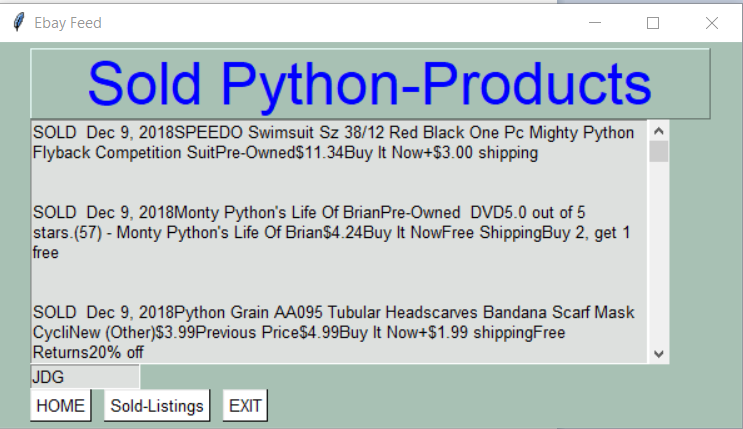 Ebay Feed
Sold Python-Products
SOLD  Dec 9, 2018SPEEDO Swimsuit Sz 38/12 Red Black One Pc Mighty Python
Flyback Competition SuitPre-Owned$11.34Buy It Now+$3.00 shipping
SOLD  Dec 9, 2018Monty Python's Life Of BrianPre-Owned  DVD5.0 out of 5
stars.(57) - Monty Python's Life Of Brian$4.24Buy It NowFree ShippingBuy 2, get 1
free
SOLD  Dec 9, 2018Python Grain AA095 Tubular Headscarves Bandana Scarf Mask
CycliNew (Other)$3.99Previous Price$4.99Buy It Now+$1.99 shippingFree
Returns20% off
JDG
HOME Sold-Listings EXIT